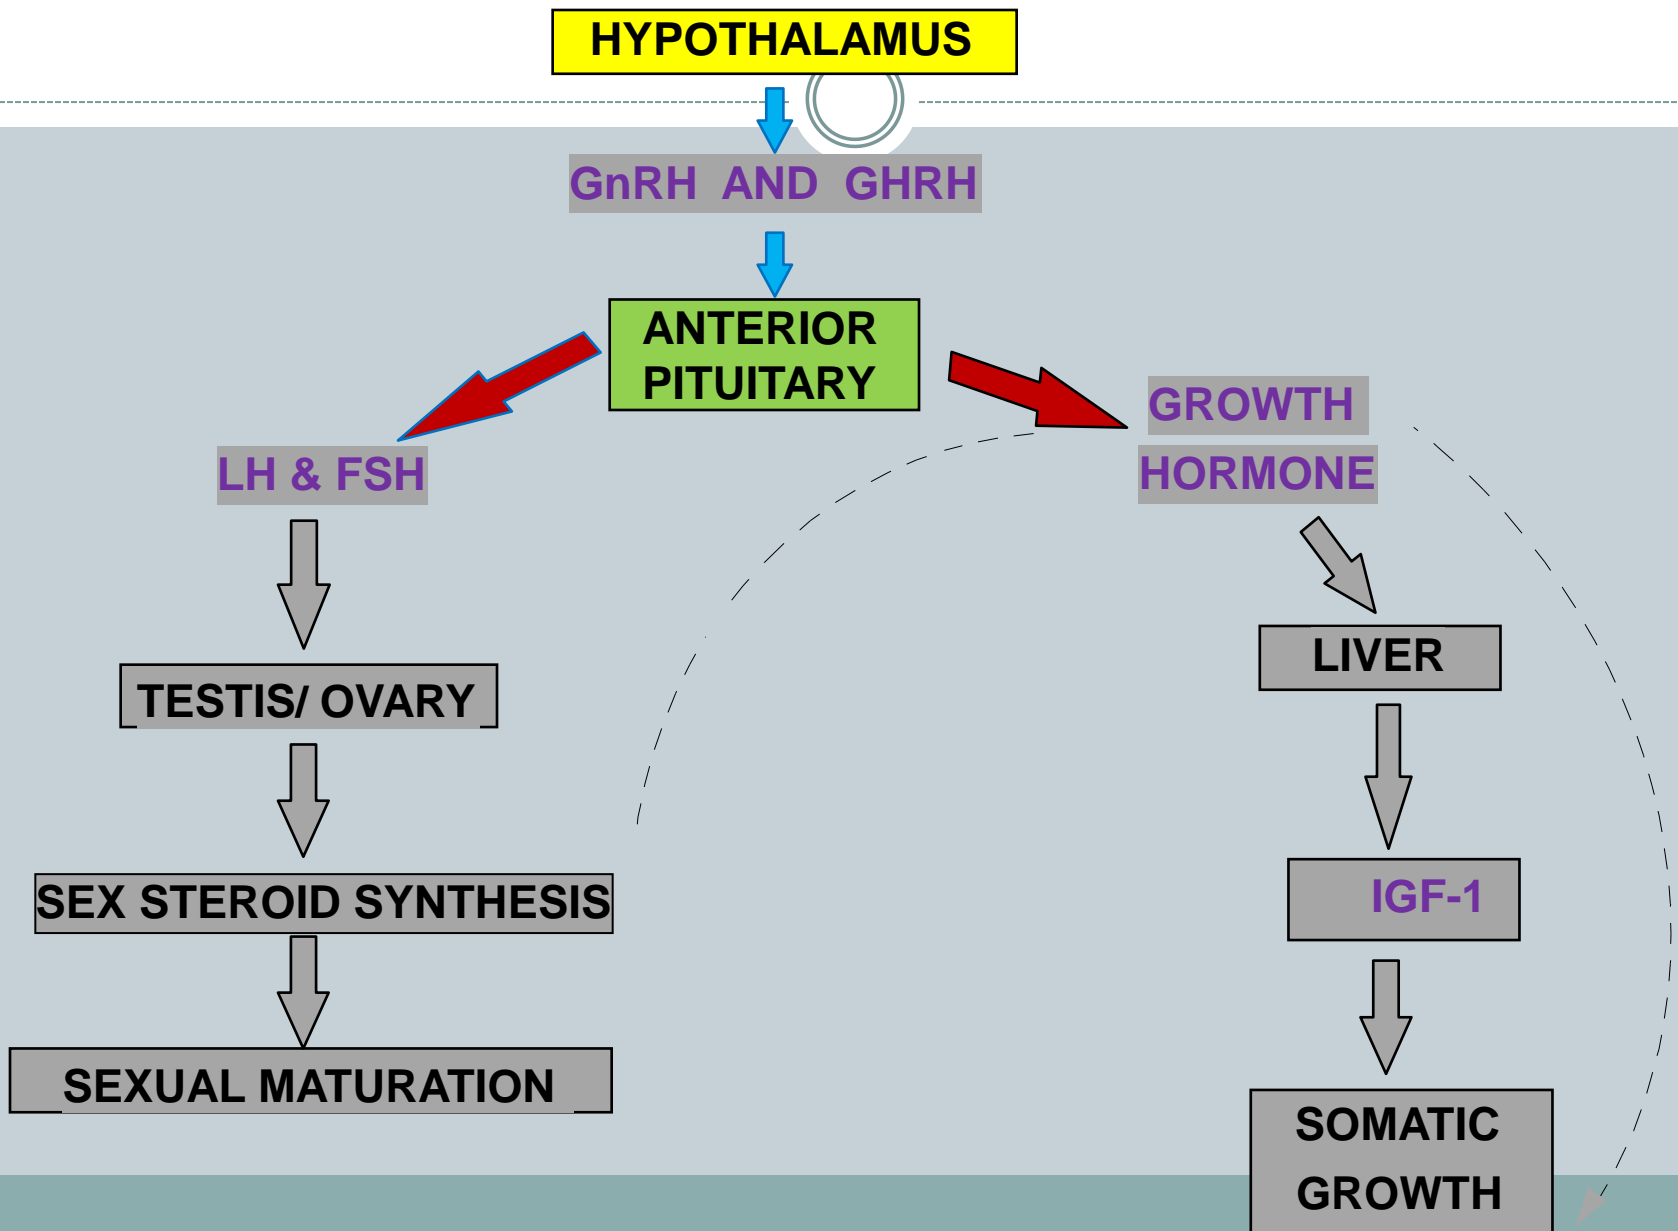 HYPOTHALAMUS
GnRH AND GHRH
ANTERIOR
PITUITARY
GROWTH
HORMONE
LH & FSH
LIVER
TESTIS/ OVARY
SEX STEROID SYNTHESIS
IGF-1
SEXUAL MATURATION
SOMATIC
GROWTH